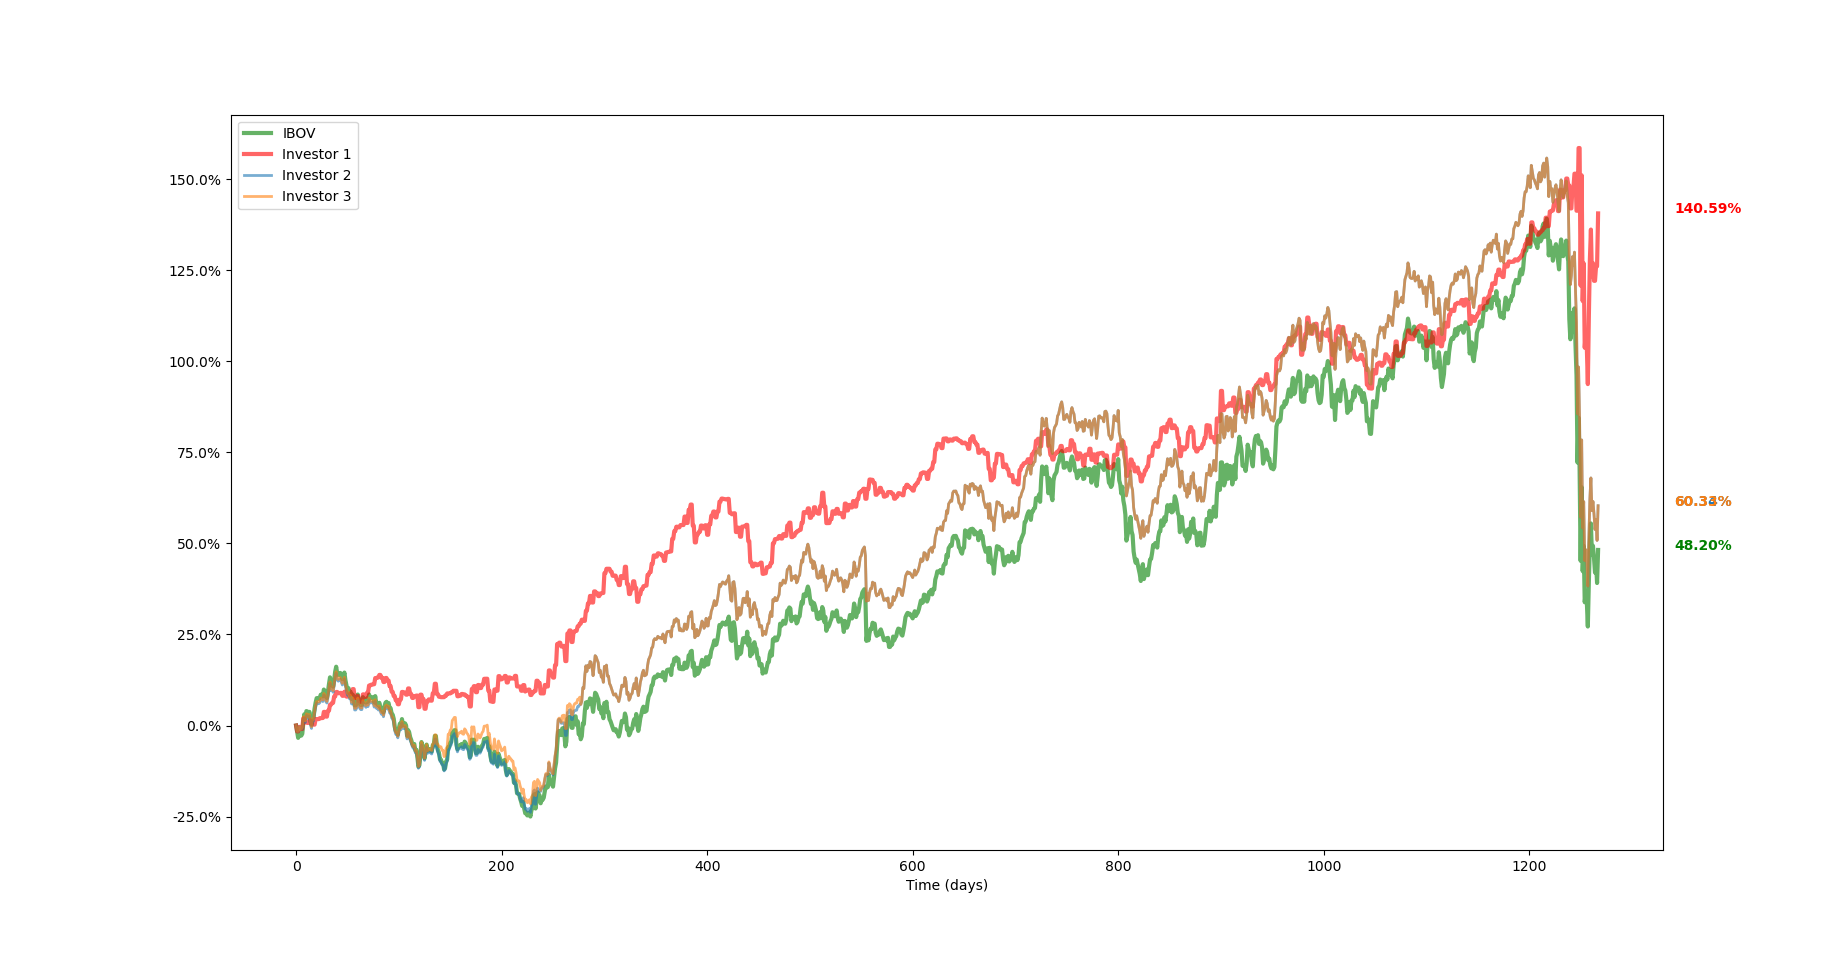 IBOV
Investor 1
Investor 2
Investor 3
150.0%
125.0%
100.0%
75.0%
50.0%
25.0%
0.0%
-25.0%
0 200 400 600 800 1000 1200
Time (days)
140.59%
48.20%